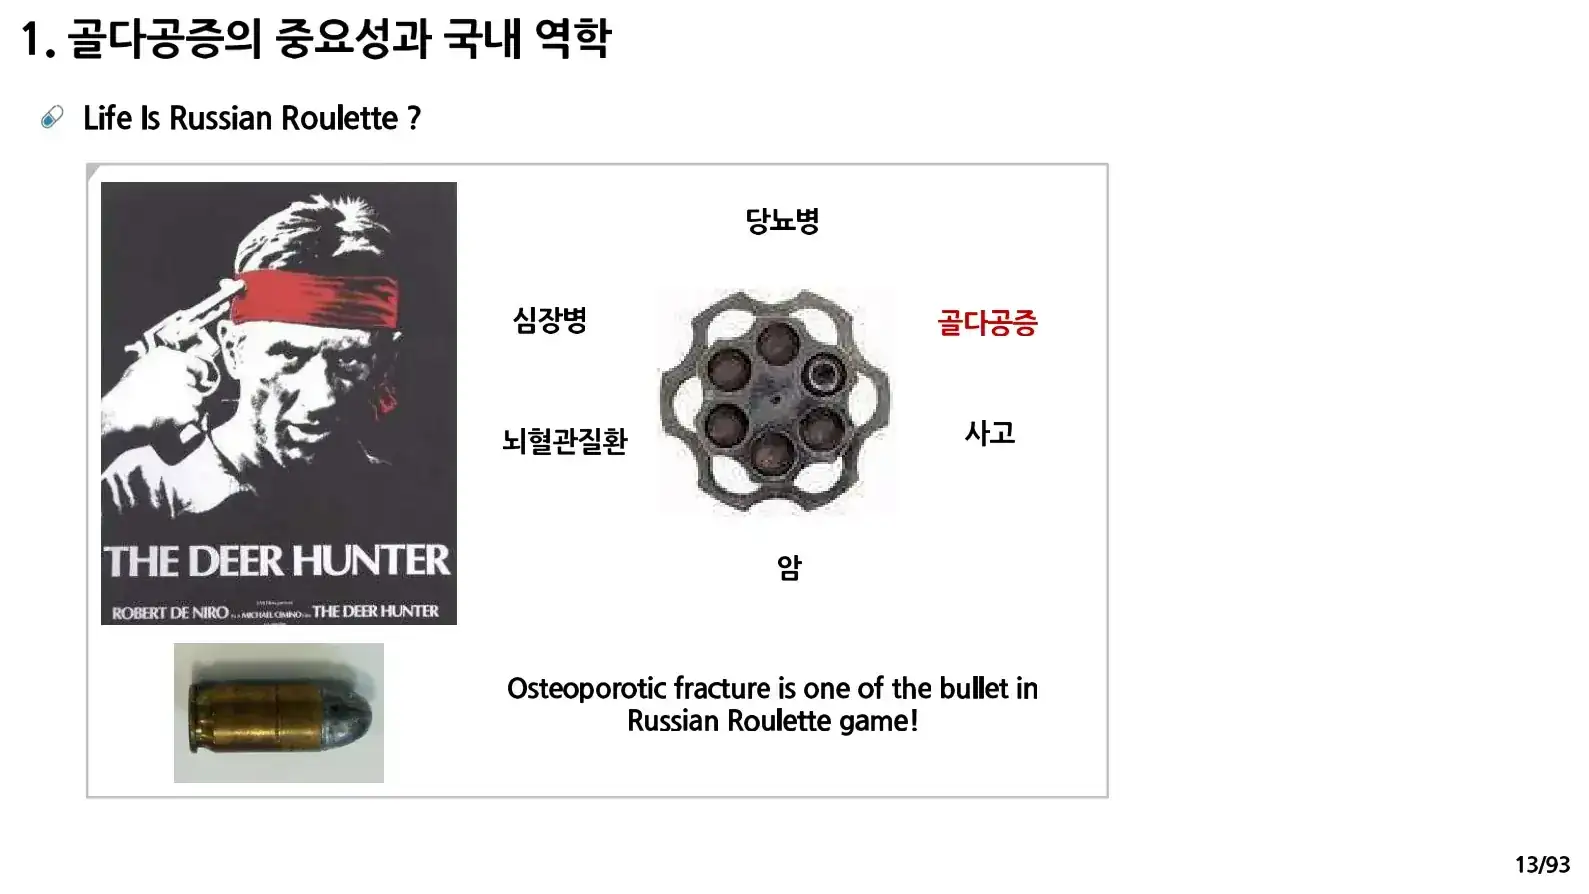 1. 골다공증의 중요성과 국내 역학
Life Is Russian Roulette ?
당뇨병
심장병
골다공증
뇌혈관질환
사고
암
THE DEER HUNTER
ROBERT DE NIRO MICHAEL CIMINO THE DEER HUNTER
Osteoporotic fracture is one of the bullet in
Russian Roulette game!
13/93